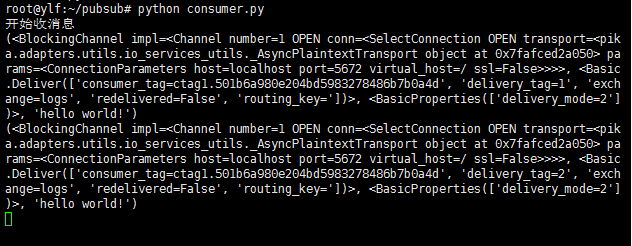 root@ylf:~/pubsub# python consumer.py
开始收消息
(<BlockingChannel impl=<Channel number=1 OPEN conn=<SelectConnection OPEN transport=<pik
a.adapters.utils.io_services_utils._AsyncPlaintextTransport object at 0x7fafced2a050> pa
rams=<ConnectionParameters host=localhost port=5672 virtual_host=/ ssl=False>>>>, <Basic
.Deliver(['consumer_tag=ctag1.501b6a980e204bd5983278486b7b0a4d', 'delivery_tag=1', 'exch
ange=logs', 'redelivered=False', 'routing_key='])>, <BasicProperties(['delivery_mode=2']
)>, 'hello world!')
(<BlockingChannel impl=<Channel number=1 OPEN conn=<SelectConnection OPEN transport=<pik
a.adapters.utils.io_services_utils._AsyncPlaintextTransport object at 0x7fafced2a050> pa
rams=<ConnectionParameters host=localhost port=5672 virtual_host=/ ssl=False>>>>, <Basic
.Deliver(['consumer_tag=ctag1.501b6a980e204bd5983278486b7b0a4d', 'delivery_tag=2', 'exch
ange=logs', 'redelivered=False', 'routing_key='])>, <BasicProperties(['delivery_mode=2']
)>, 'hello world!')